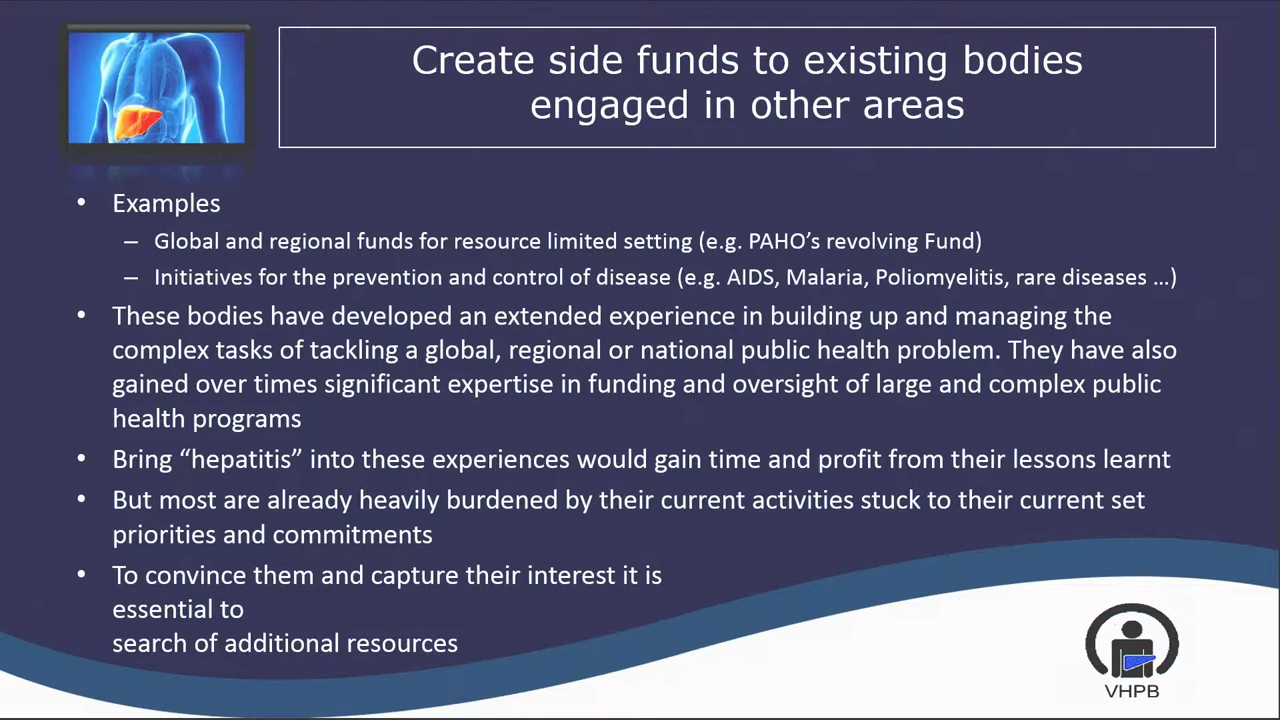 Create side funds to existing bodies
engaged in other areas
• Examples
– Global and regional funds for resource limited setting (e.g. PAHO’s revolving Fund)
– Initiatives for the prevention and control of disease (e.g. AIDS, Malaria, Poliomyelitis, rare diseases …)
• These bodies have developed an extended experience in building up and managing the
complex tasks of tackling a global, regional or national public health problem. They have also
gained over times significant expertise in funding and oversight of large and complex public
health programs
• Bring “hepatitis” into these experiences would gain time and profit from their lessons learnt
• But most are already heavily burdened by their current activities stuck to their current set
priorities and commitments
• To convince them and capture their interest it is
essential to
search of additional resources
VHPB